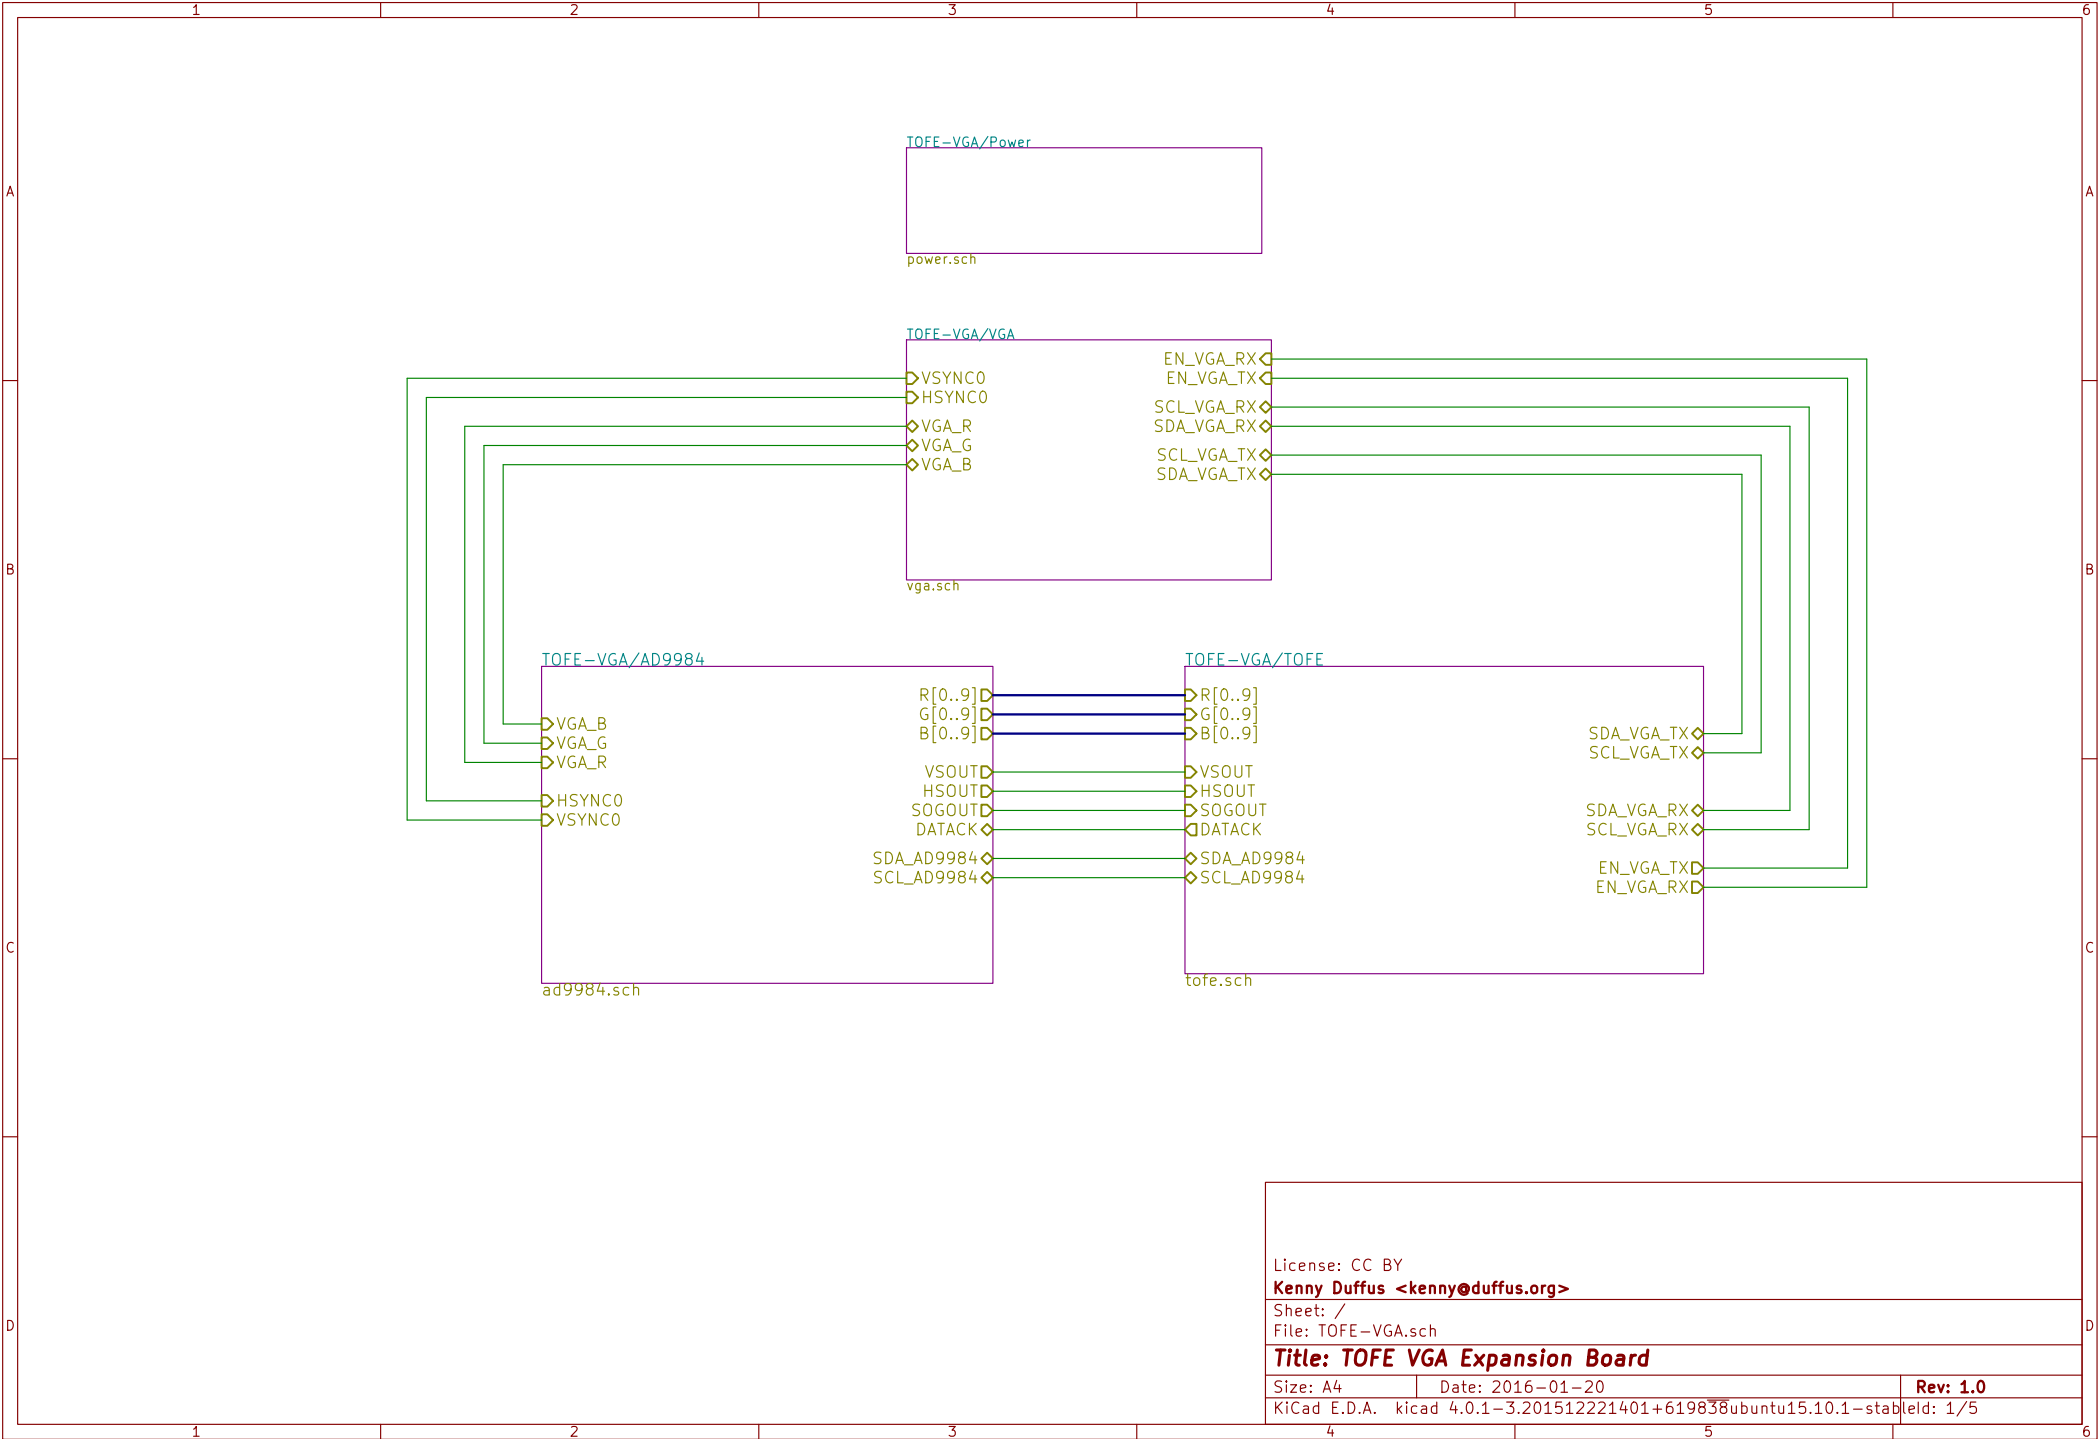 1 2 3 4 5 6
A A
B B
C C
D D
TOFE-VGA/Power
power.sch
TOFE-VGA/VGA
EN_VGA_RX
VSYNC0 EN_VGA_TX
HSYNC0
SCL_VGA_RX
VGA_R SDA_VGA_RX
VGA_G
SCL_VGA_TX
VGA_B
SDA_VGA_TX
vga.sch
TOFE-VGA/AD9984
R[0..9]
G[0..9]
VGA_B
B[0..9]
VGA_G
VGA_R
VSOUT
HSOUT
HSYNC0
SOGOUT
VSYNC0
DATACK
SDA_AD9984
SCL_AD9984
ad9984.sch
TOFE-VGA/TOFE
R[0..9]
G[0..9]
B[0..9] SDA_VGA_TX
SCL_VGA_TX
VSOUT
HSOUT
SOGOUT SDA_VGA_RX
DATACK SCL_VGA_RX
SDA_AD9984
EN_VGA_TX
SCL_AD9984
EN_VGA_RX
tofe.sch
License: CC BY
Kenny Duffus <kenny@duffus.org>
Sheet: /
File: TOFE-VGA.sch
Title: TOFE VGA Expansion Board
Size: A4 Date: 2016-01-20 Rev: 1.0
KiCad E.D.A. kicad 4.0.1-3.201512221401+619838ubuntu15.10.1-stable Id: 1/5
1 2 3 4 5 6